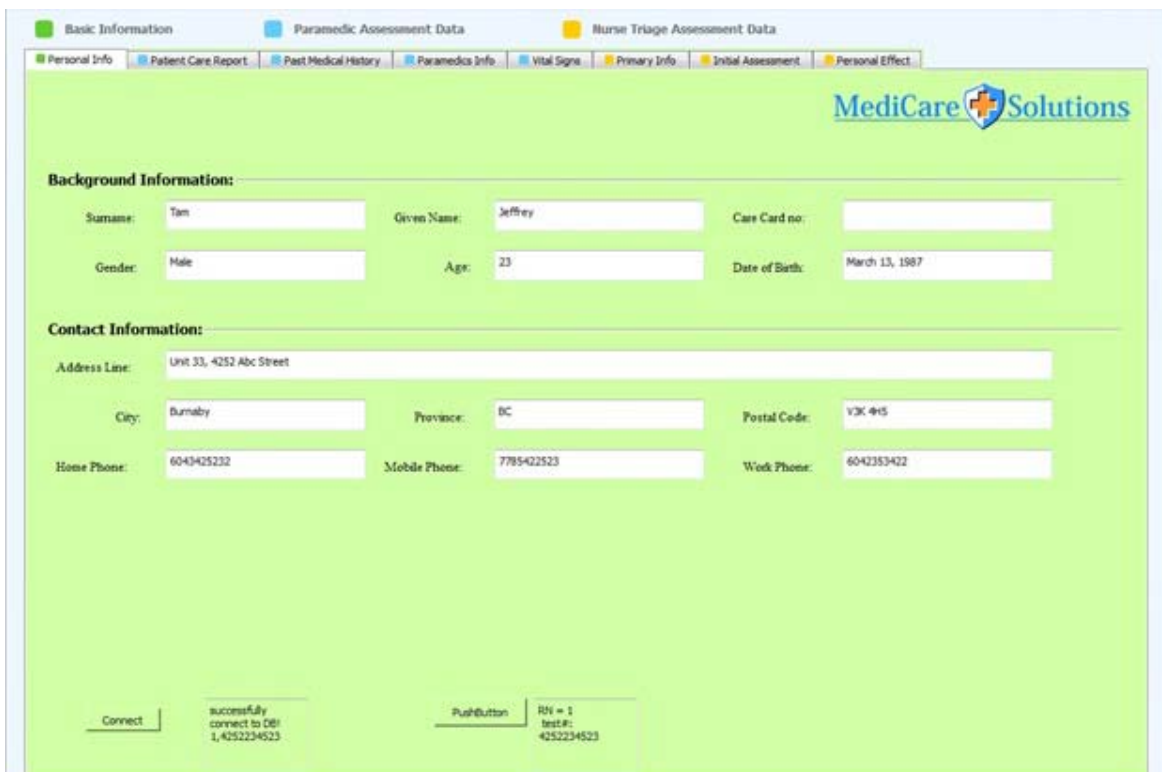 Basic Information Paramedic Assessment Data Nurse Triage Assessment Data
Personal Info Patient Care Report Past Medical History Paramedics Info Vital Signs Primary Info Initial Assessment Personal Effect
MediCare Solutions
Background Information:
Surname: Tam Given Name: Jeffrey Care Card no:
Gender: Male Age: 23 Date of Birth: March 13, 1987
Contact Information:
Address Line: Unit 33, 4252 Abc Street
City: Burnaby Province: BC Postal Code: V3K 4H5
Home Phone: 6043425232 Mobile Phone: 7785422523 Work Phone: 6042353422
Connect
successfully
connect to DB!
1,4252234523
PushButton
RN = 1
test#:
4252234523